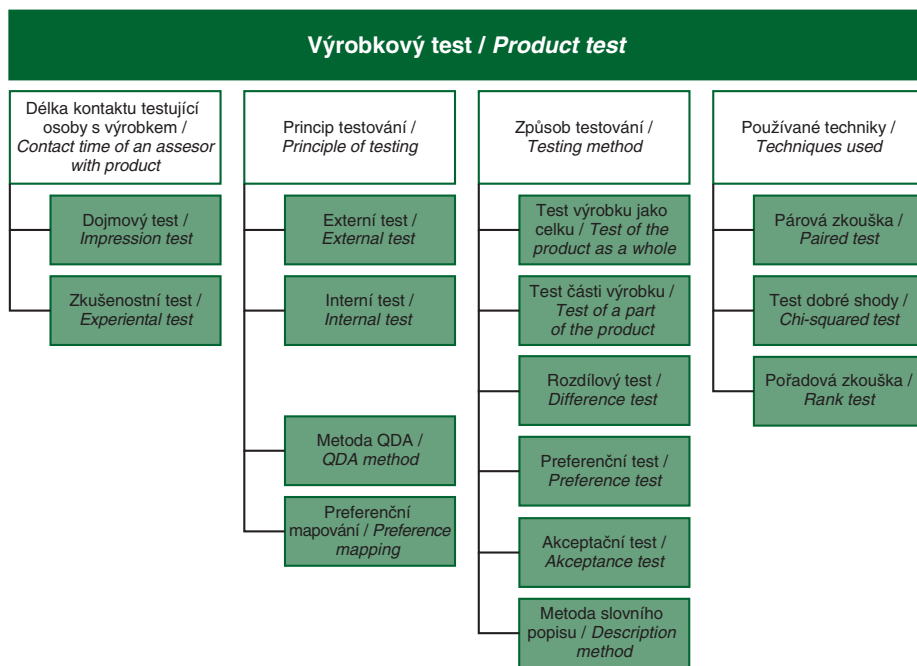 Výrobkový test / Product test
Délka kontaktu testující
osoby s výrobkem /
Contact time of an assesor
with product
Dojmový test /
Impression test
Zkušenostní test /
Experiental test
Princip testování /
Principle of testing
Externí test /
External test
Interní test /
Internal test
Metoda QDA /
QDA method
Preferenční
mapování / Preference
mapping
Způsob testování /
Testing method
Test výrobku jako
celku / Test of the
product as a whole
Test části výrobku /
Test of a part
of the product
Rozdílový test /
Difference test
Preferenční test /
Preference test
Akceptační test /
Akceptance test
Metoda slovního
popisu / Description
method
Používané techniky /
Techniques used
Párová zkouška /
Paired test
Test dobré shody /
Chi-squared test
Pořadová zkouška /
Rank test